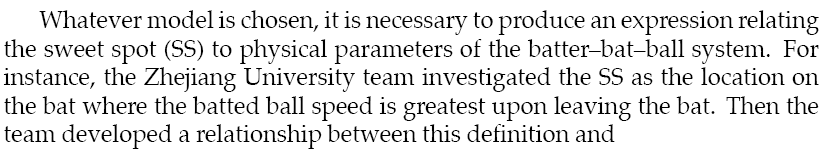 Whatever model is chosen, it is necessary to produce an expression relating
the sweet spot (SS) to physical parameters of the batter–bat–ball system. For
instance, the Zhejiang University team investigated the SS as the location on
the bat where the batted ball speed is greatest upon leaving the bat. Then the
team developed a relationship between this definition and